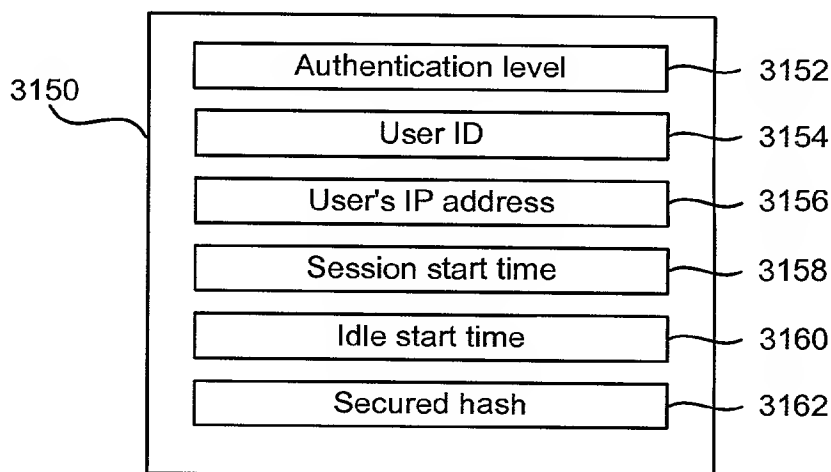 Authentication level 3152
3150
User ID 3154
User's IP address 3156
Session start time 3158
Idle start time 3160
Secured hash 3162